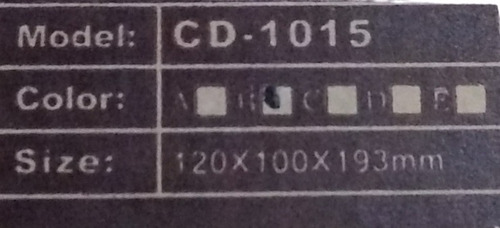 Model: CD-1015
Color: A B C D E
Size: 120X100X193mm